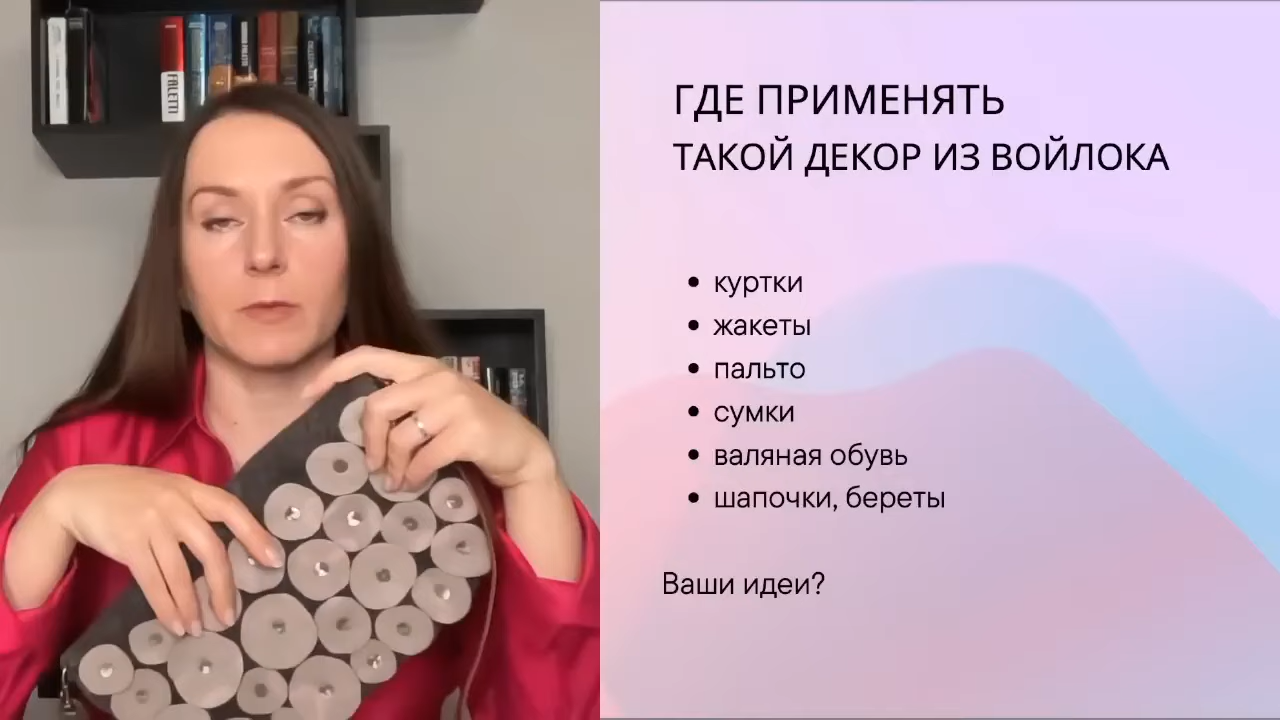 FALETTI
ГДЕ ПРИМЕНЯТЬ
ТАКОЙ ДЕКОР ИЗ ВОЙЛОКА
• куртки
• жакеты
• пальто
• сумки
• валяная обувь
• шапочки, береты
Ваши идеи?